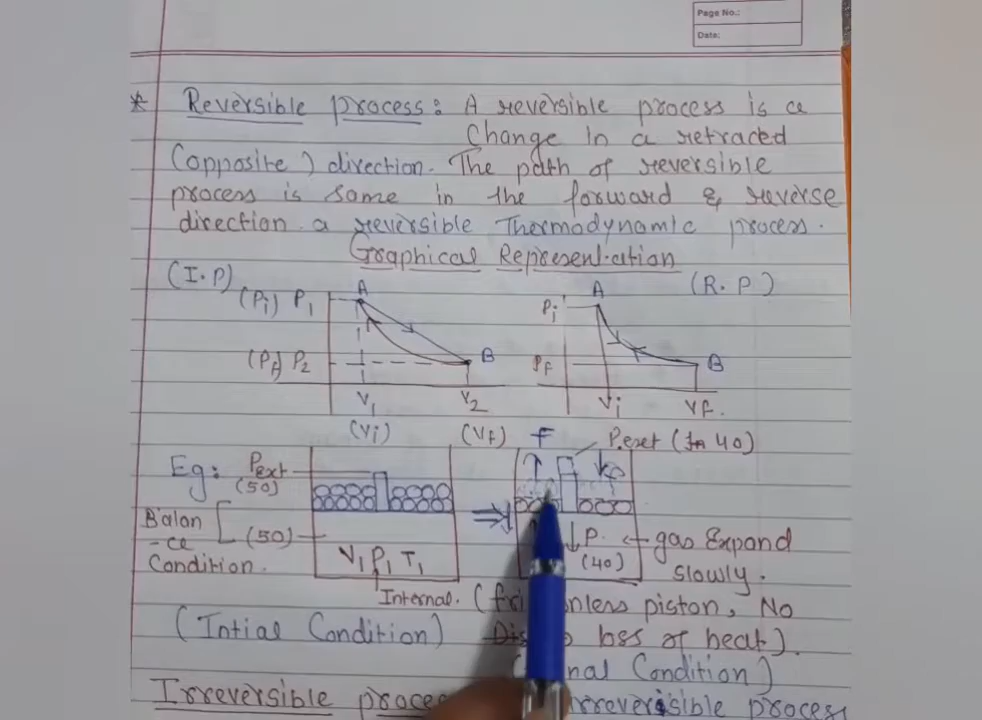 Page No.:
Date:
* Reversible process: A reversible process is a
Change In a retraced
(opposite) direction. The path of reversible
process is same in the forward & reverse
direction. a reversible Thermodynamic process.
Graphical Representation
(I.P) (R.P)
(Pi) P1 A
(Pf) P2 B
V1 V2
(Vi) (Vf)
Pi A
Pf B
Vi Vf.
Eg: Pext
(50)
Balan
-ce
Condition.
(50)
V1 P1 T1
Internal.
(Intial Condition)
F
Pext (40)
P.
(40)
gas Expand
slowly.
piston, No
loss of heat).
Condition)
Irreversible irreversible process